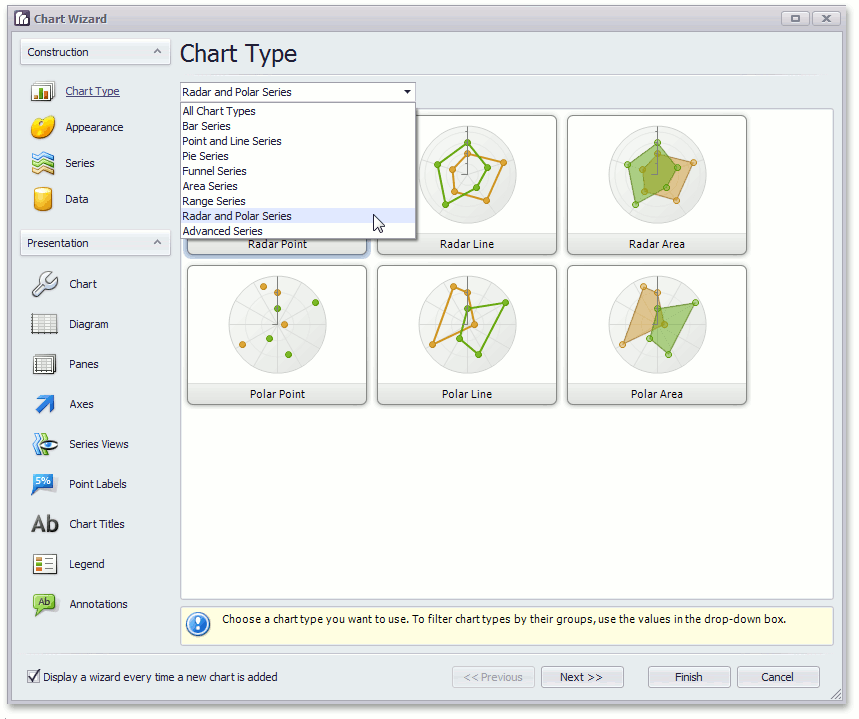 Chart Wizard
Construction
Chart Type
Appearance
Series
Data
Presentation
Chart
Diagram
Panes
Axes
Series Views
5%
Point Labels
Ab
Chart Titles
Legend
Ab
Annotations
Chart Type
Radar and Polar Series
All Chart Types
Bar Series
Point and Line Series
Pie Series
Funnel Series
Area Series
Range Series
Radar and Polar Series
Advanced Series
Radar Point
Radar Line
Radar Area
Polar Point
Polar Line
Polar Area
Choose a chart type you want to use. To filter chart types by their groups, use the values in the drop-down box.
Display a wizard every time a new chart is added
<< Previous
Next >>
Finish
Cancel